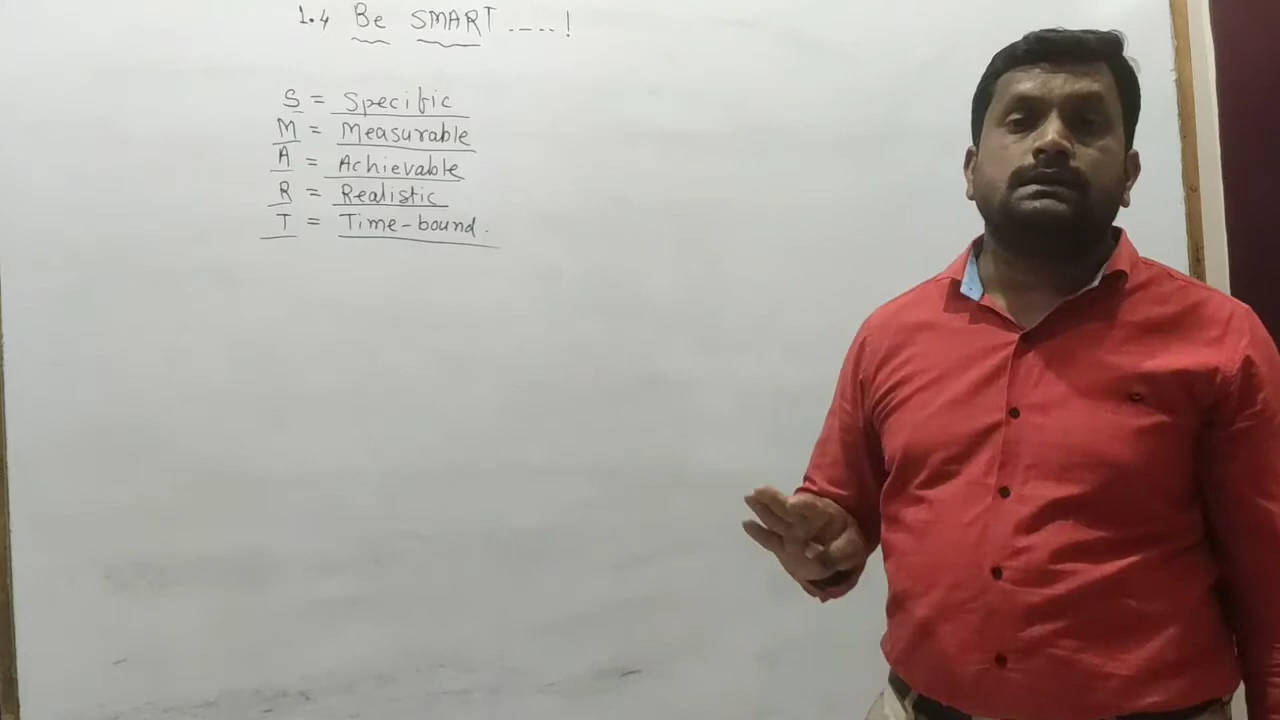 1.4 Be SMART ----!
S = Specific
M = Measurable
A = Achievable
R = Realistic
T = Time-bound.